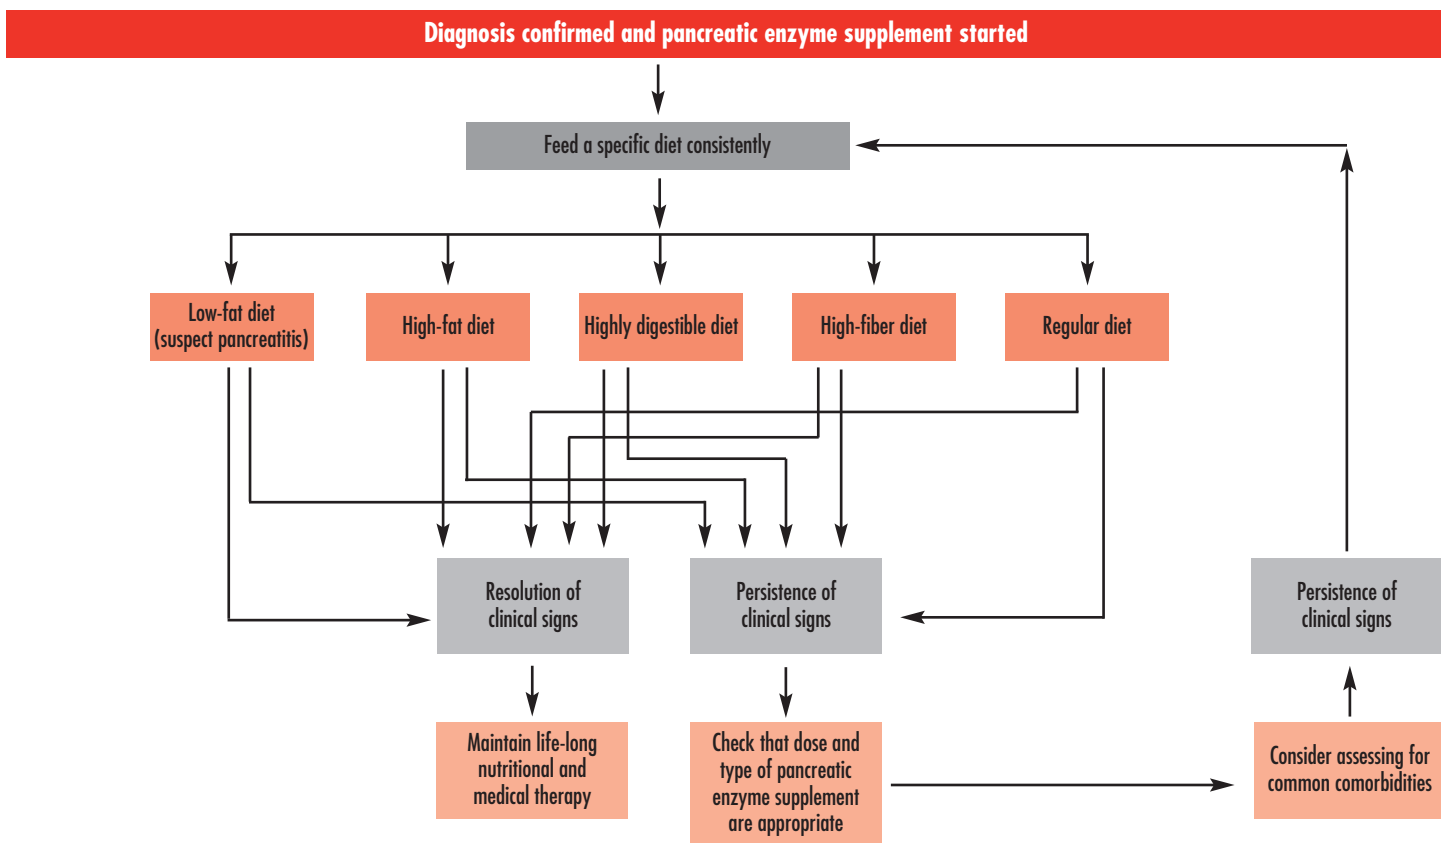 Diagnosis confirmed and pancreatic enzyme supplement started
Feed a specific diet consistently
Low-fat diet
(suspect pancreatitis)
High-fat diet
Highly digestible diet
High-fiber diet
Regular diet
Resolution of
clinical signs
Persistence of
clinical signs
Persistence of
clinical signs
Maintain life-long
nutritional and
medical therapy
Check that dose and
type of pancreatic
enzyme supplement
are appropriate
Consider assessing for
common comorbidities